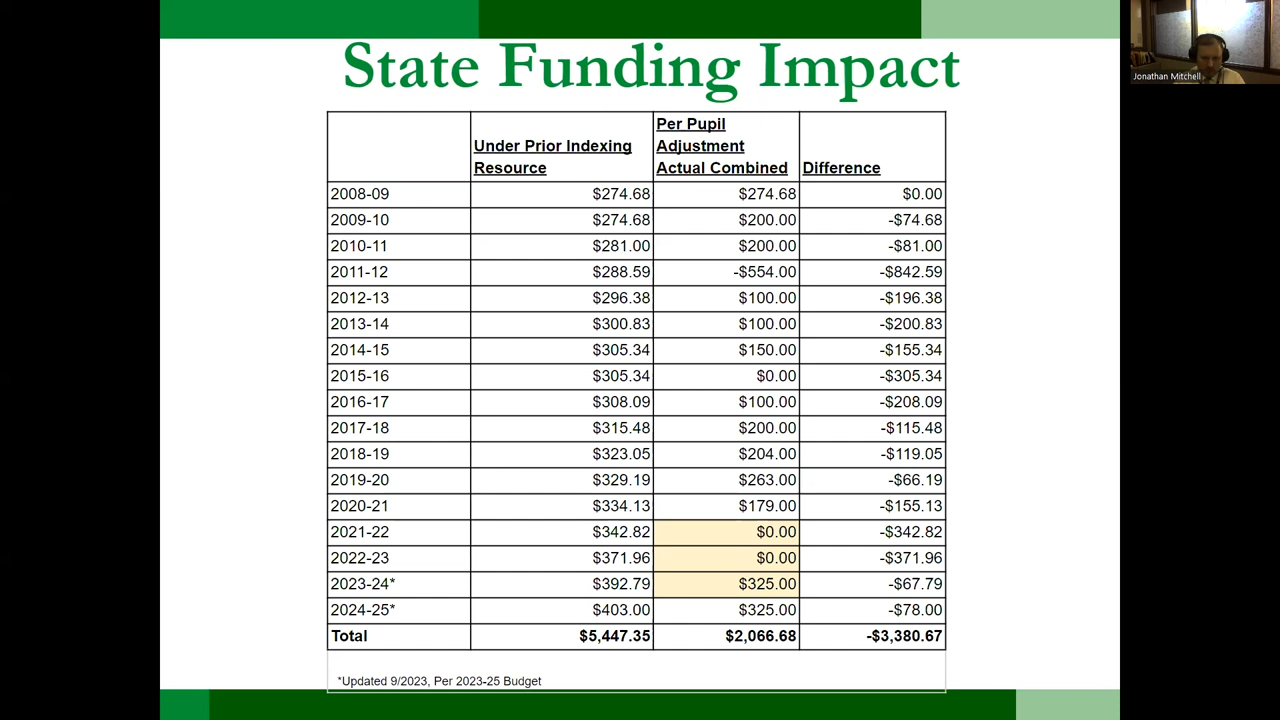 State Funding Impact
Under Prior Indexing Resource Per Pupil Adjustment Actual Combined Difference
2008-09 $274.68 $274.68 $0.00
2009-10 $274.68 $200.00 -$74.68
2010-11 $281.00 $200.00 -$81.00
2011-12 $288.59 -$554.00 -$842.59
2012-13 $296.38 $100.00 -$196.38
2013-14 $300.83 $100.00 -$200.83
2014-15 $305.34 $150.00 -$155.34
2015-16 $305.34 $0.00 -$305.34
2016-17 $308.09 $100.00 -$208.09
2017-18 $315.48 $200.00 -$115.48
2018-19 $323.05 $204.00 -$119.05
2019-20 $329.19 $263.00 -$66.19
2020-21 $334.13 $179.00 -$155.13
2021-22 $342.82 $0.00 -$342.82
2022-23 $371.96 $0.00 -$371.96
2023-24* $392.79 $325.00 -$67.79
2024-25* $403.00 $325.00 -$78.00
Total $5,447.35 $2,066.68 -$3,380.67
*Updated 9/2023, Per 2023-25 Budget
Jonathan Mitchell